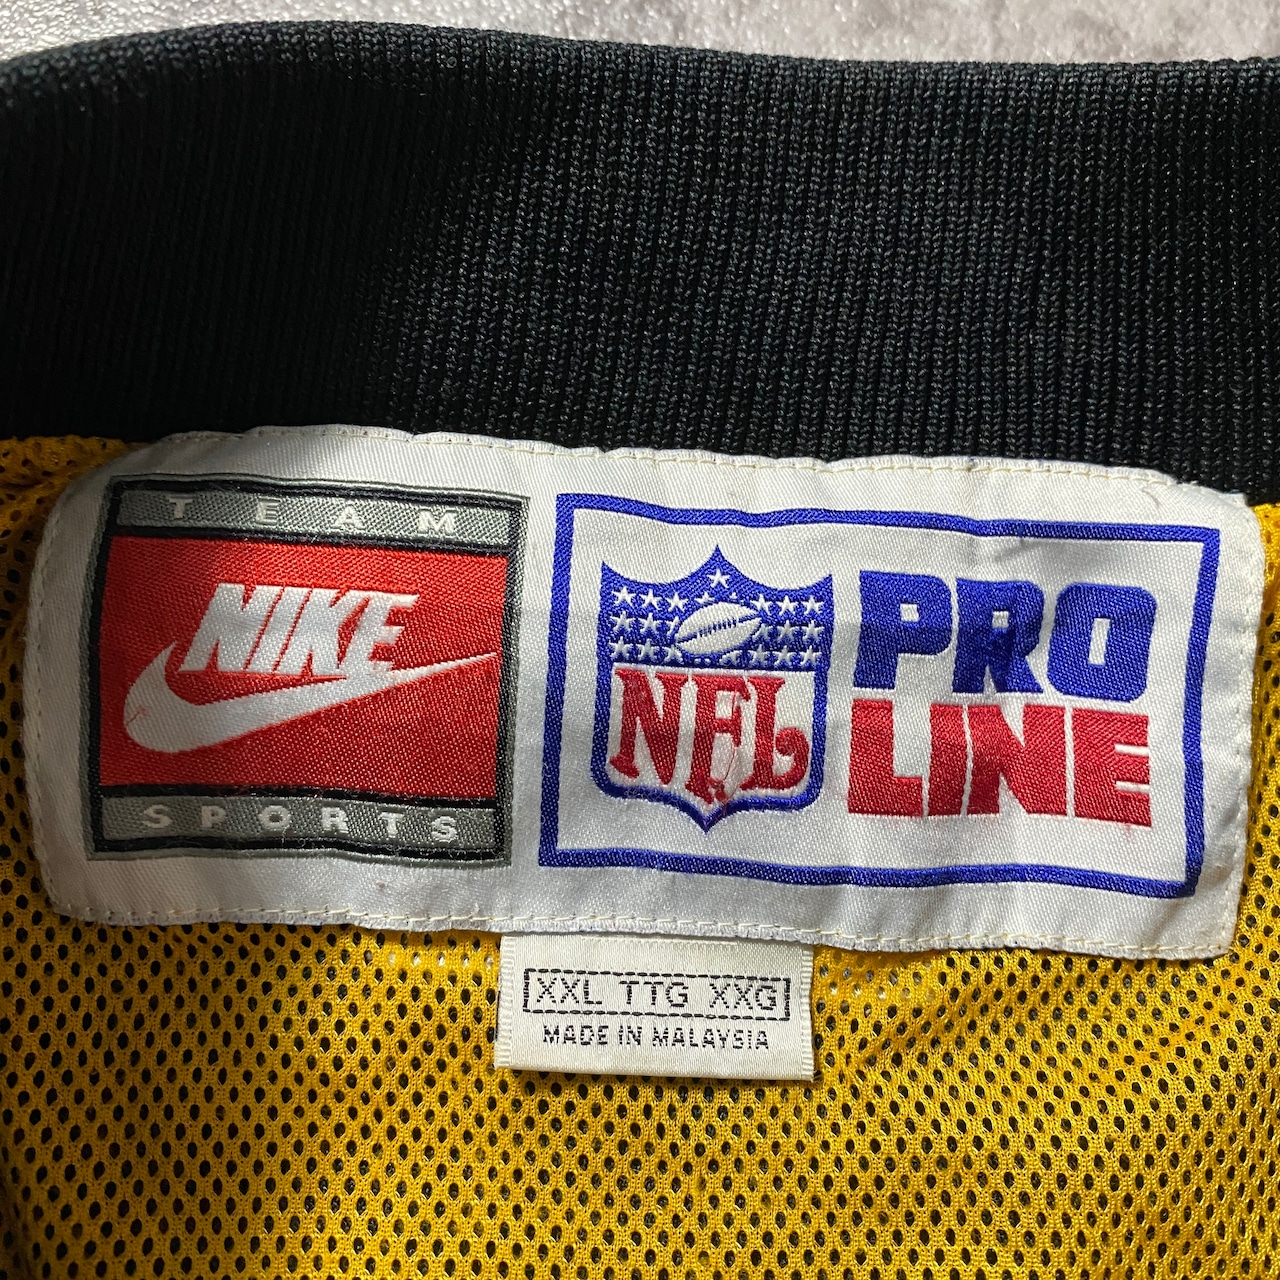 TEAM
NIKE
SPORTS
NFL
PRO
LINE
XXL TTG XXG
MADE IN MALAYSIA